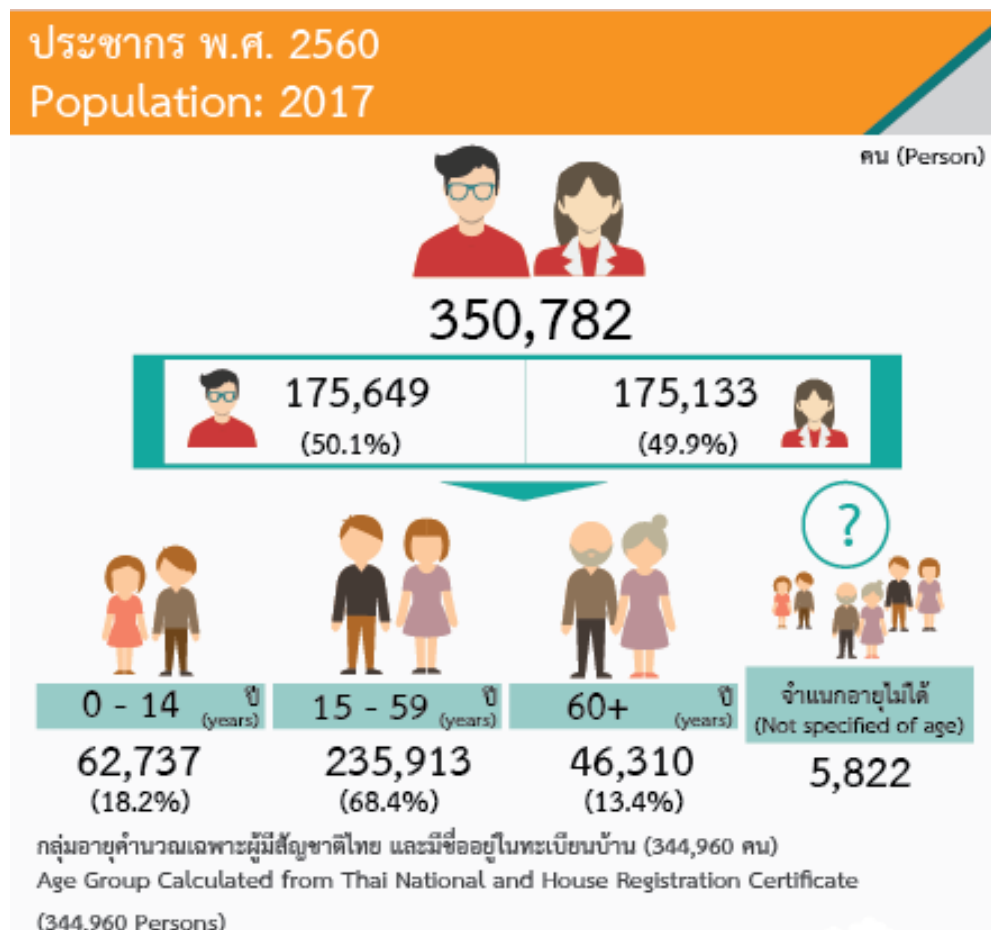 ประชากร พ.ศ. 2560
Population: 2017
คน (Person)
350,782
175,649 175,133
(50.1%) (49.9%)
?
0 - 14 ปี (years) 15 - 59 ปี (years) 60+ ปี (years) จำแนกอายุไม่ได้
(Not specified of age)
62,737 235,913 46,310 5,822
(18.2%) (68.4%) (13.4%)
กลุ่มอายุคำนวณเฉพาะผู้มีสัญชาติไทย และมีชื่ออยู่ในทะเบียนบ้าน (344,960 คน)
Age Group Calculated from Thai National and House Registration Certificate
(344,960 Persons)